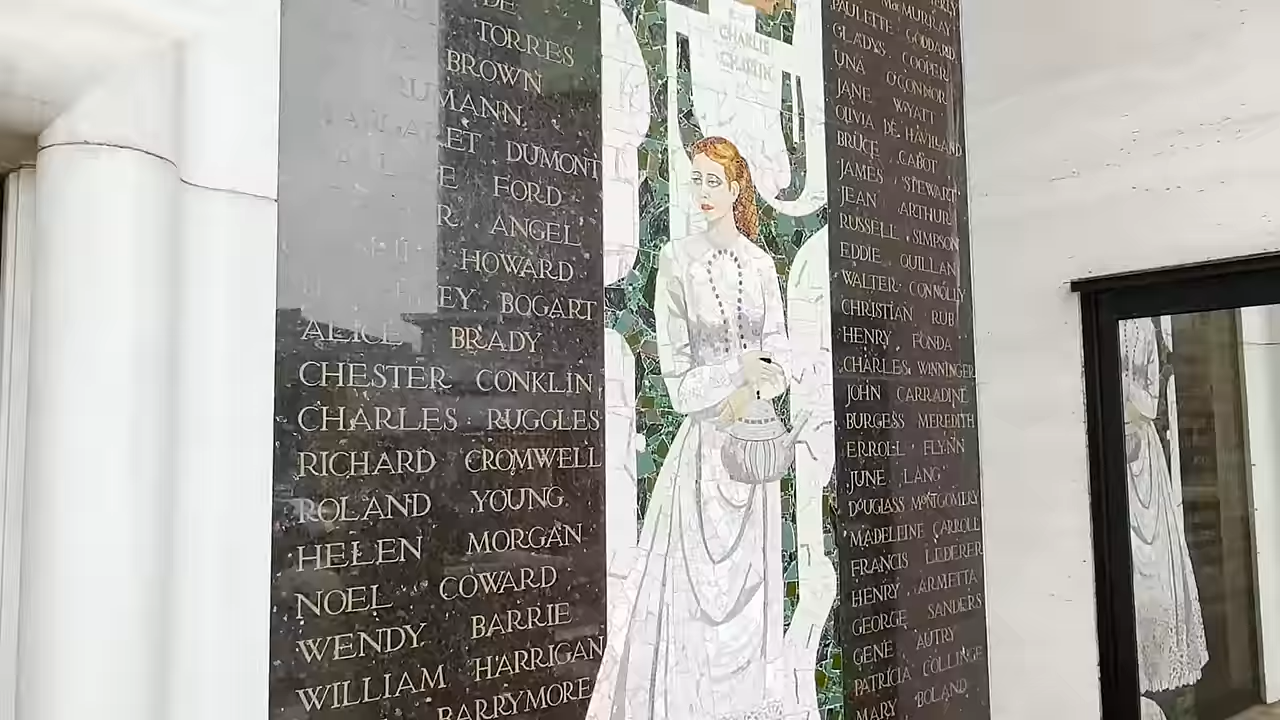 DE
TORRES
BROWN
DUMONT
FORD
ANGEL
HOWARD
BOGART
ALICE BRADY
CHESTER CONKLIN
CHARLES RUGGLES
RICHARD CROMWELL
ROLAND YOUNG
HELEN MORGAN
NOEL COWARD
WENDY BARRIE
WILLIAM HARRIGAN
BARRYMORE
CHARLIE
CHAPLIN
MacMURRAY
PAULETTE GODDARD
GLADYS COOPER
UNA O'CONNOR
JANE WYATT
OLIVIA DE HAVILLAND
BRUCE CABOT
JAMES STEWART
JEAN ARTHUR
RUSSELL SIMPSON
EDDIE QUILLAN
WALTER CONNOLLY
CHRISTIAN RUB
HENRY FONDA
CHARLES WINNINGER
JOHN CARRADINE
BURGESS MEREDITH
ERROLL FLYNN
JUNE LANG
DOUGLASS MONTGOMERY
MADELEINE CARROLL
FRANCIS LEDERER
HENRY ARMETTA
GEORGE SANDERS
GENE AUTRY
PATRICIA COLLINGE
MARY BOLAND